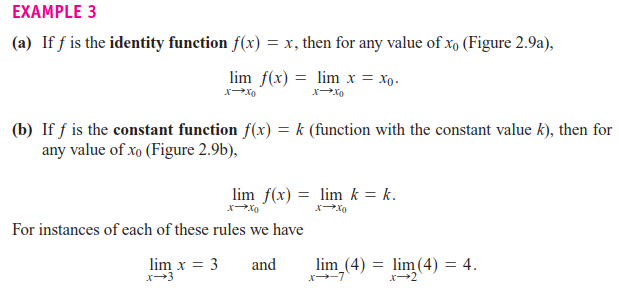 EXAMPLE 3
(a) If f is the identity function f(x) = x, then for any value of x₀ (Figure 2.9a),
lim f(x) = lim x = x₀.
x→x₀ x→x₀
(b) If f is the constant function f(x) = k (function with the constant value k), then for
any value of x₀ (Figure 2.9b),
lim f(x) = lim k = k.
x→x₀ x→x₀
For instances of each of these rules we have
lim x = 3 and lim (4) = lim (4) = 4.
x→3 x→−7 x→2